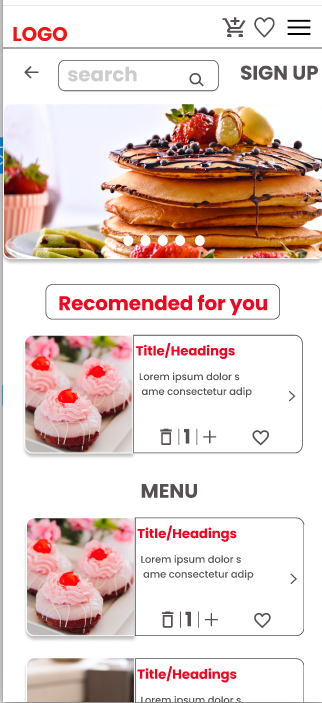 LOGO
search
SIGN UP
Recomended for you
Title/Headings
Lorem ipsum dolor s
ame consectetur adip
1
MENU
Title/Headings
Lorem ipsum dolor s
ame consectetur adip
1
Title/Headings
Lorem ipsum dolor s